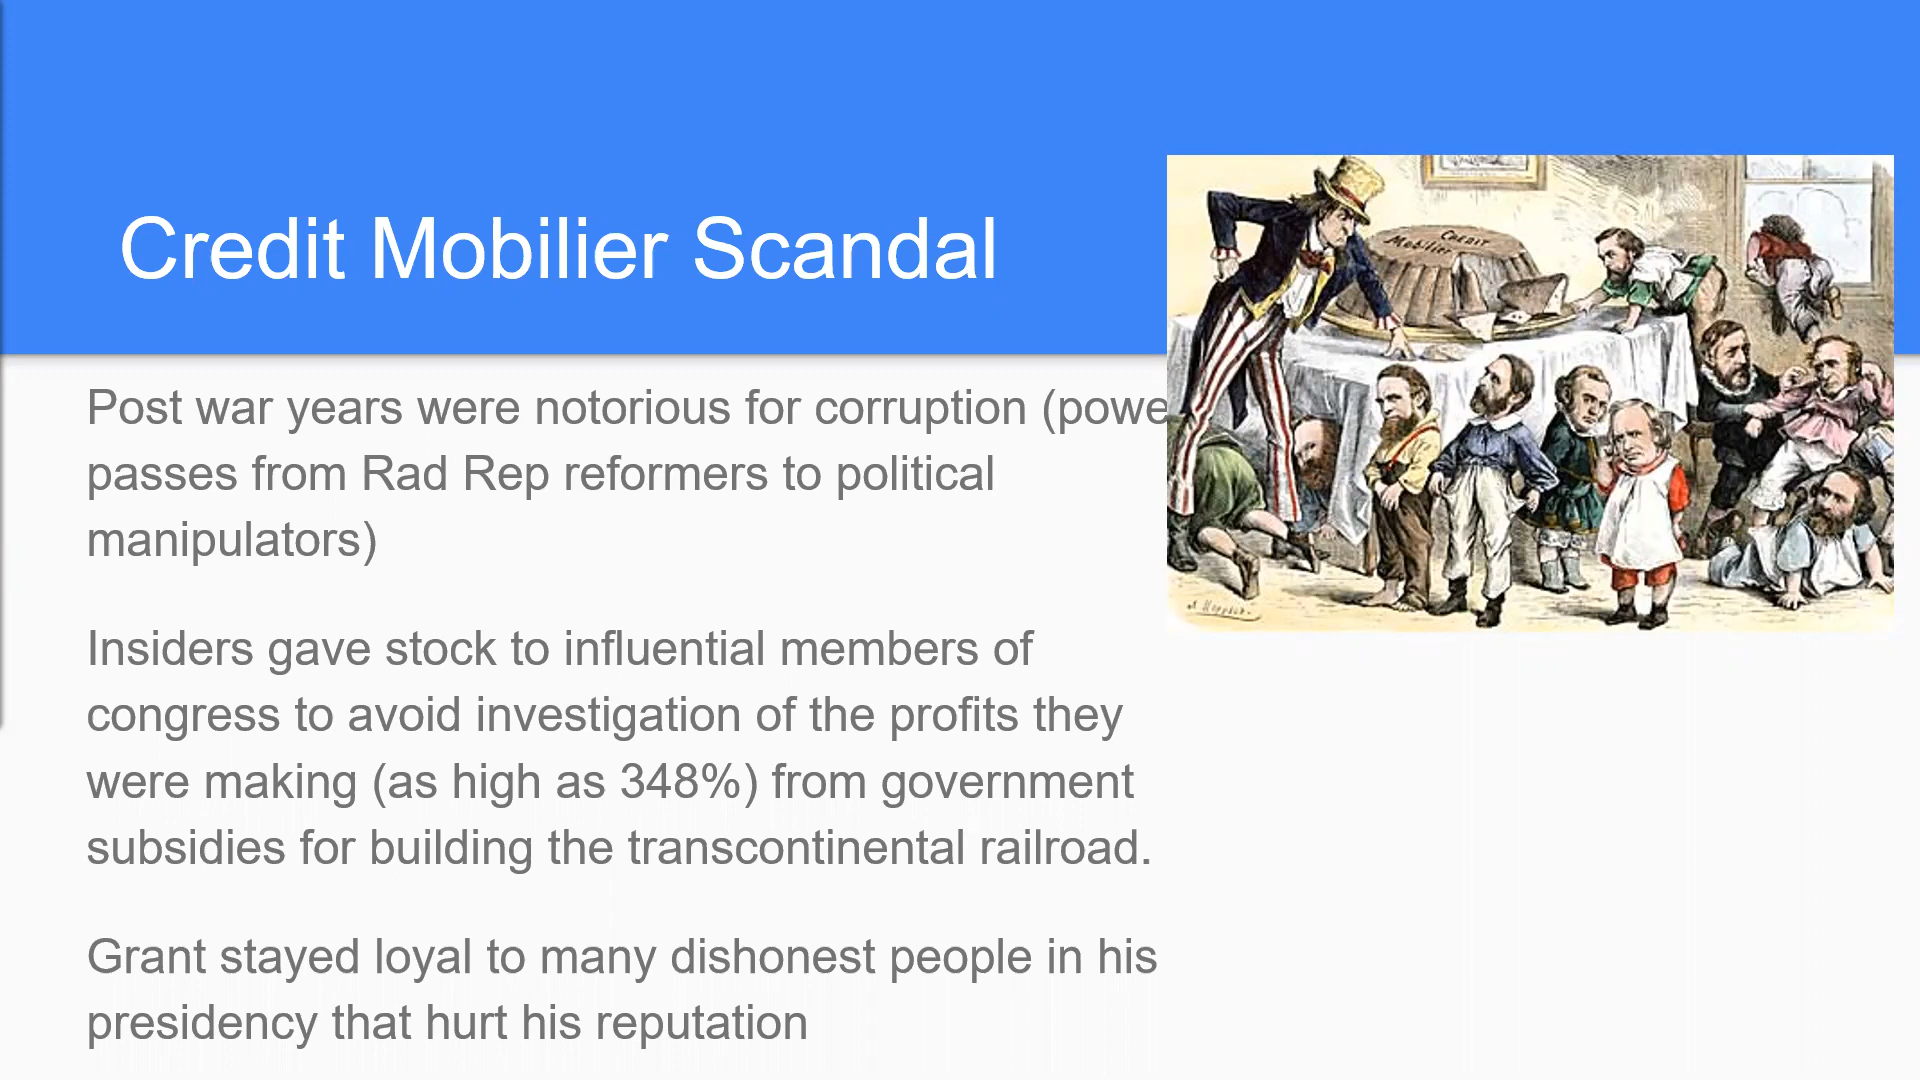 Credit Mobilier Scandal
CREDIT
Mobilier
Post war years were notorious for corruption (powe
passes from Rad Rep reformers to political
manipulators)
Insiders gave stock to influential members of
congress to avoid investigation of the profits they
were making (as high as 348%) from government
subsidies for building the transcontinental railroad.
Grant stayed loyal to many dishonest people in his
presidency that hurt his reputation